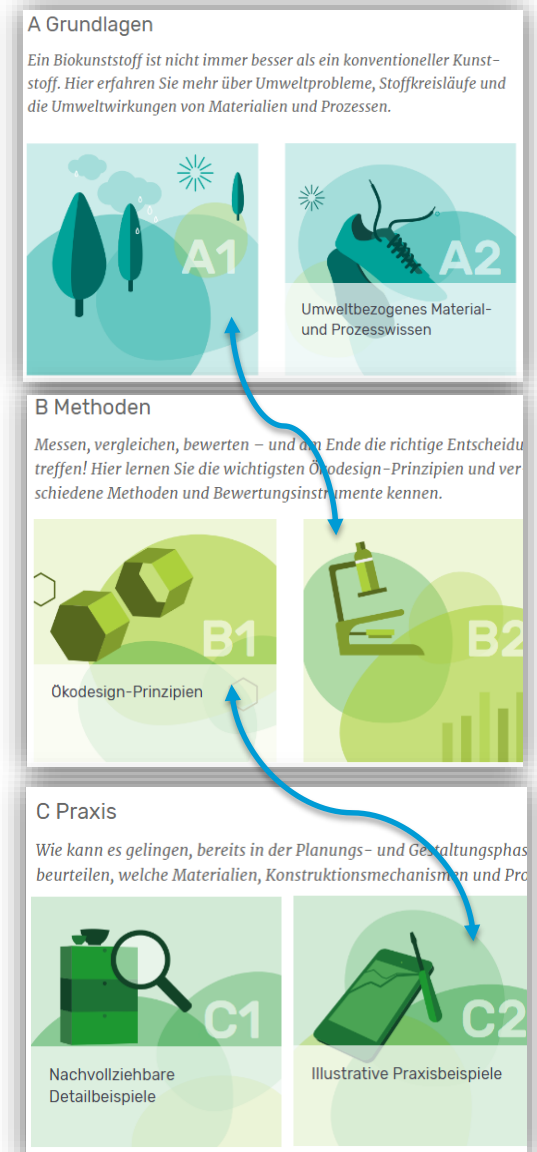 A Grundlagen
Ein Biokunststoff ist nicht immer besser als ein konventioneller Kunst-
stoff. Hier erfahren Sie mehr über Umweltprobleme, Stoffkreisläufe und
die Umweltwirkungen von Materialien und Prozessen.
A1
A2
Umweltbezogenes Material-
und Prozesswissen
B Methoden
Messen, vergleichen, bewerten – und am Ende die richtige Entscheidu
treffen! Hier lernen Sie die wichtigsten Ökodesign-Prinzipien und ver
schiedene Methoden und Bewertungsinstrumente kennen.
B1
B2
Ökodesign-Prinzipien
C Praxis
Wie kann es gelingen, bereits in der Planungs- und Gestaltungsphas
beurteilen, welche Materialien, Konstruktionsmechanismen und Pro
C1
C2
Nachvollziehbare
Detailbeispiele
Illustrative Praxisbeispiele